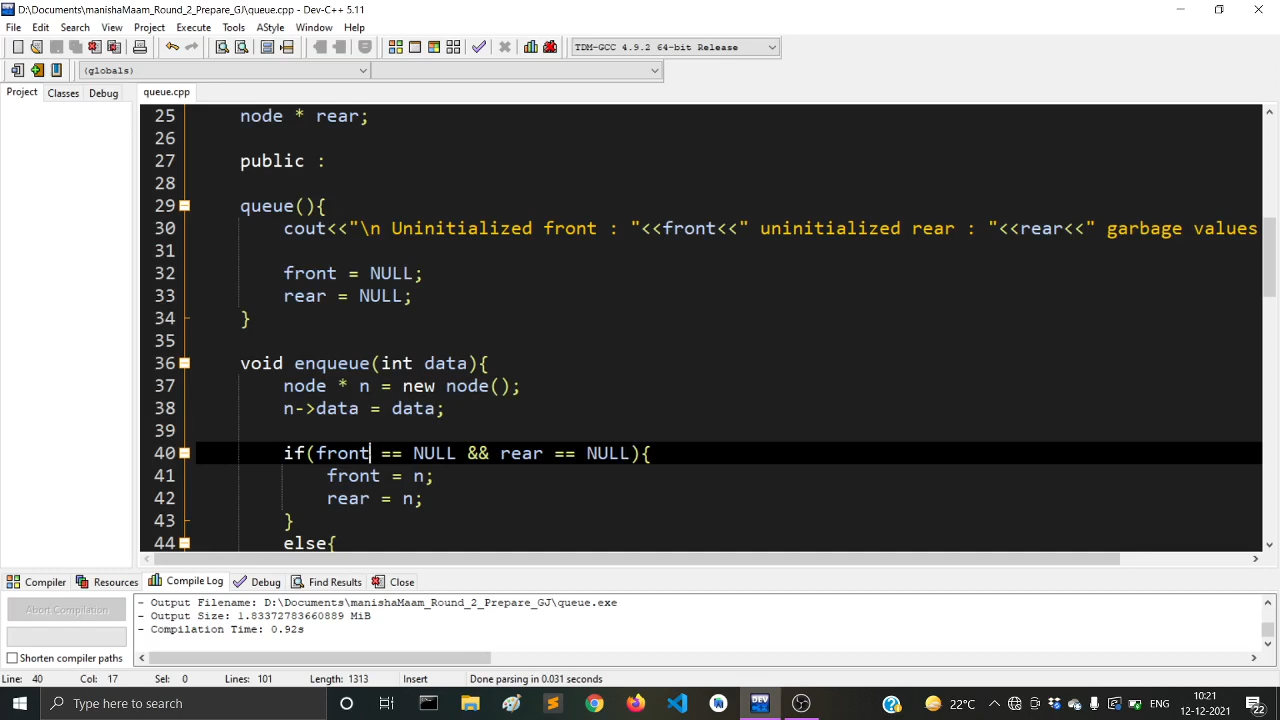 D:\Documents\manishaMaam_Round_2_Prepare_GJ\queue.cpp - Dev-C++ 5.11
File Edit Search View Project Execute Tools AStyle Window Help
TDM-GCC 4.9.2 64-bit Release
(globals)
Project Classes Debug queue.cpp
25 node * rear;
26
27 public :
28
29 queue(){
30 cout<<"\n Uninitialized front : "<<front<<" uninitialized rear : "<<rear<<" garbage values
31
32 front = NULL;
33 rear = NULL;
34 }
35
36 void enqueue(int data){
37 node * n = new node();
38 n->data = data;
39
40 if(front == NULL && rear == NULL){
41 front = n;
42 rear = n;
43 }
44 else{
Compiler Resources Compile Log Debug Find Results Close
Abort Compilation
Shorten compiler paths
- Output Filename: D:\Documents\manishaMaam_Round_2_Prepare_GJ\queue.exe
- Output Size: 1.83372783660889 MiB
- Compilation Time: 0.92s
Line: 40 Col: 17 Sel: 0 Lines: 101 Length: 1313 Insert Done parsing in 0.031 seconds
Type here to search
22°C ENG 10:21
12-12-2021 22